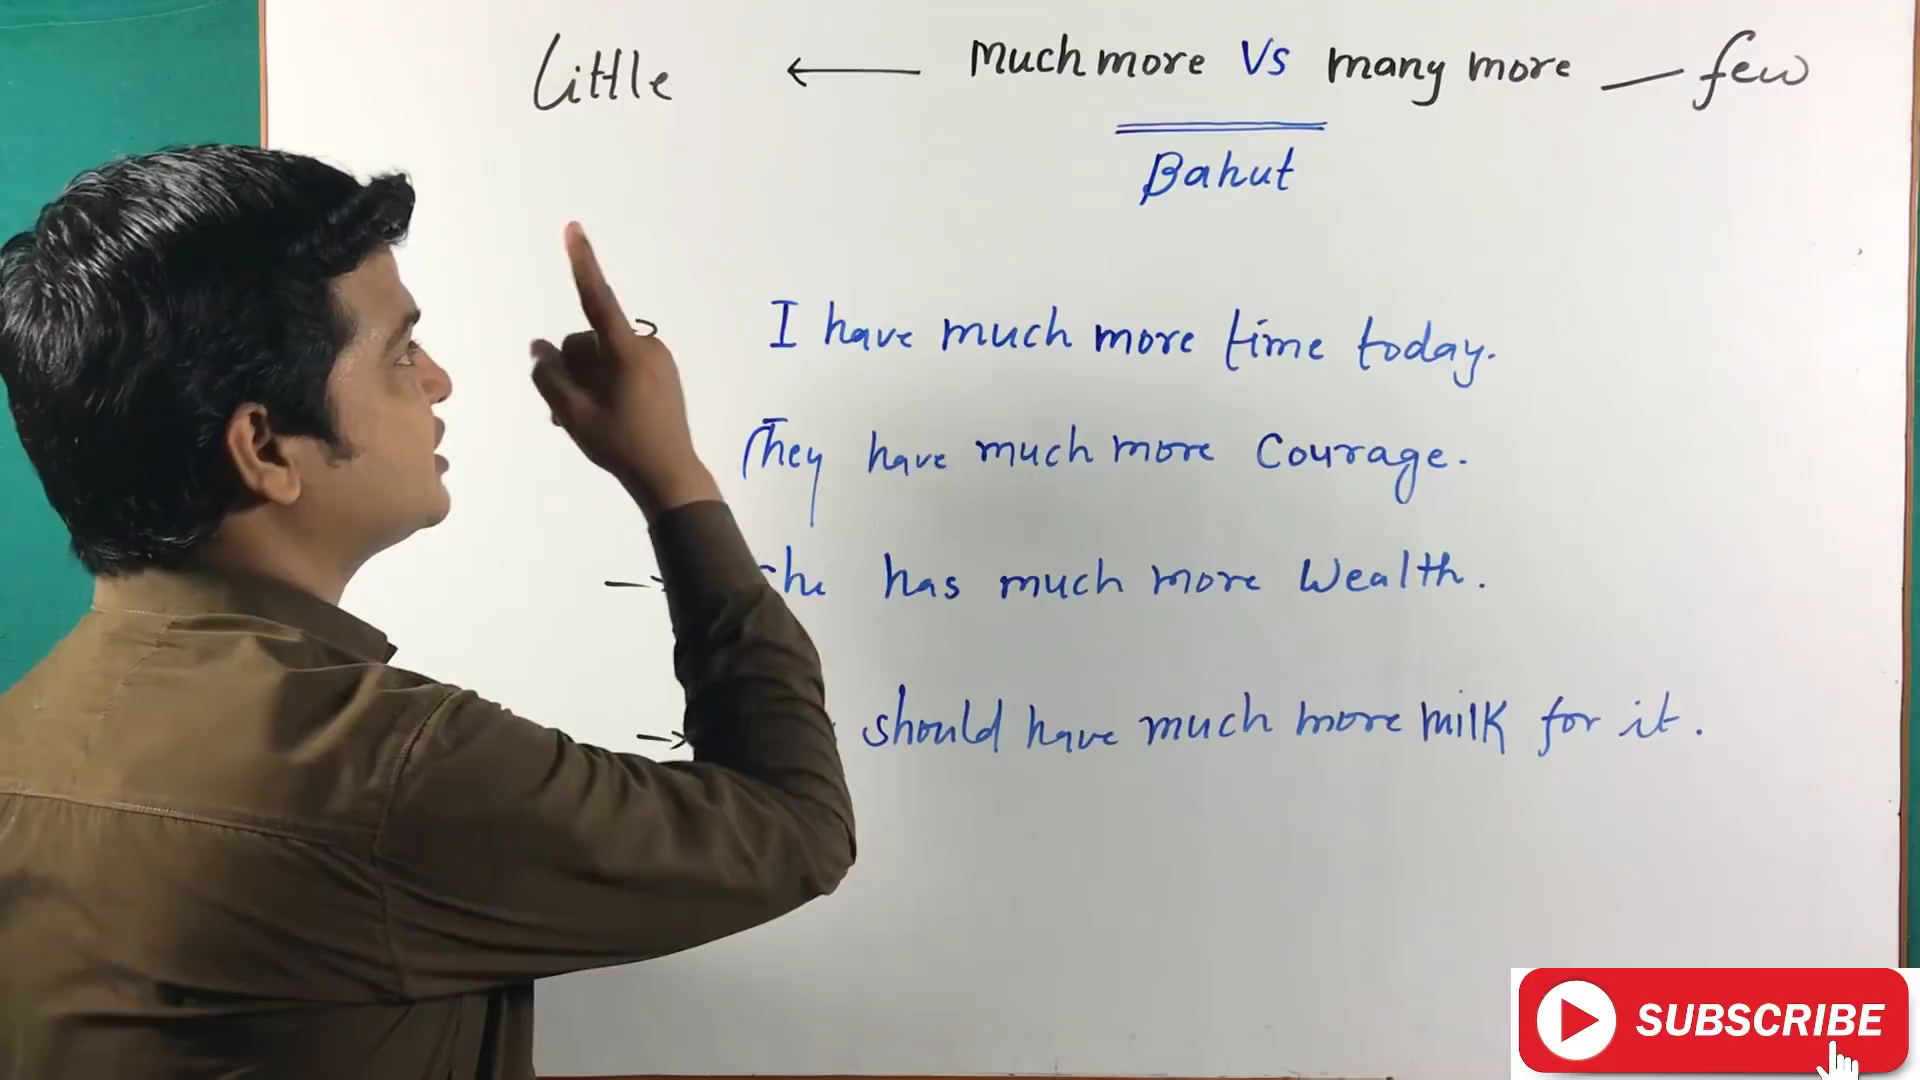 Little ← much more Vs many more — few
Bahut
I have much more time today.
They have much more Courage.
has much more Wealth.
should have much more milk for it.
SUBSCRIBE